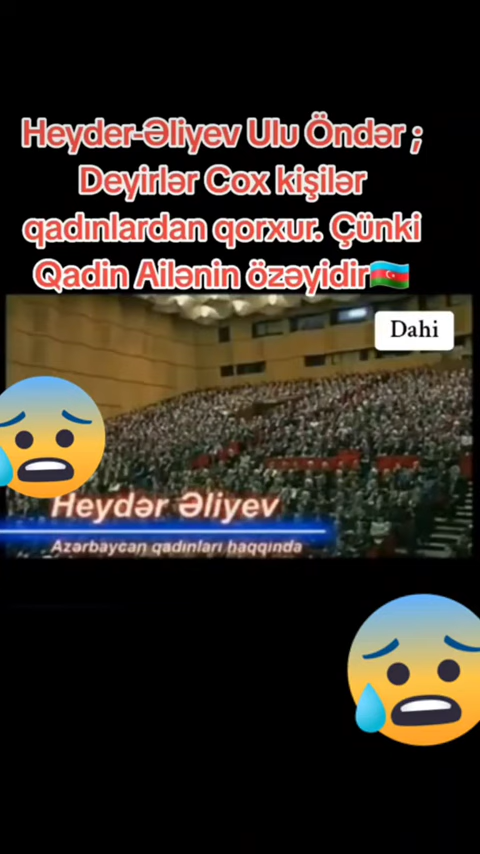 Heyder-Əliyev Ulu Öndər ;
Deyirlər Cox kişilər
qadınlardan qorxur. Çünki
Qadin Ailənin özəyidir🇦🇿
Dahi
Heydər Əliyev
Azərbaycan qadınları haqqında